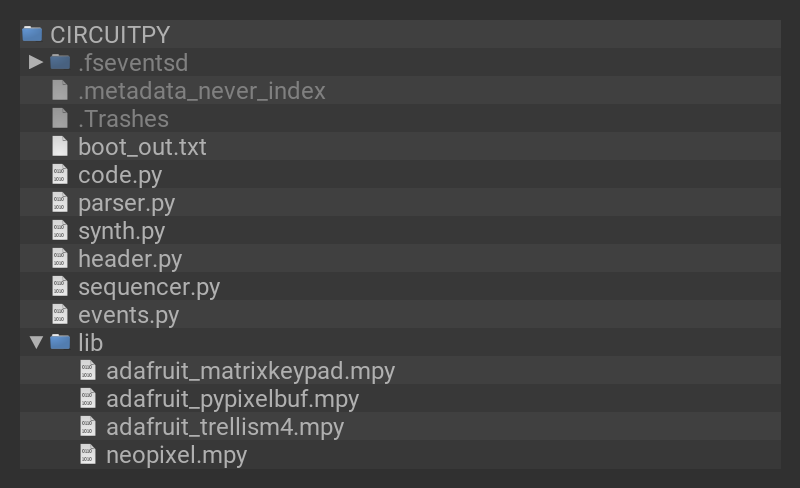 CIRCUITPY
.fseventsd
.metadata_never_index
.Trashes
boot_out.txt
code.py
parser.py
synth.py
header.py
sequencer.py
events.py
lib
adafruit_matrixkeypad.mpy
adafruit_pypixelbuf.mpy
adafruit_trellism4.mpy
neopixel.mpy